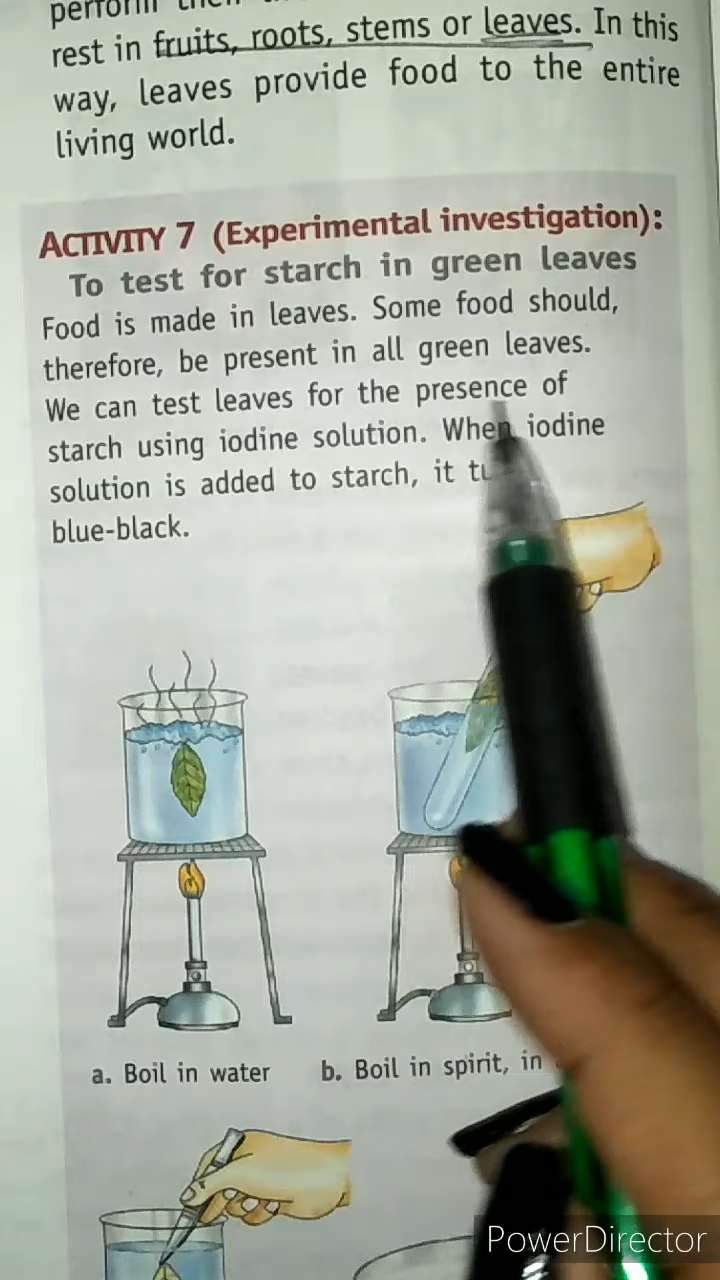 perform
rest in fruits, roots, stems or leaves. In this
way, leaves provide food to the entire
living world.
ACTIVITY 7 (Experimental investigation):
To test for starch in green leaves
Food is made in leaves. Some food should,
therefore, be present in all green leaves.
We can test leaves for the presence of
starch using iodine solution. When iodine
solution is added to starch, it
blue-black.
a. Boil in water
b. Boil in spirit, in
PowerDirector